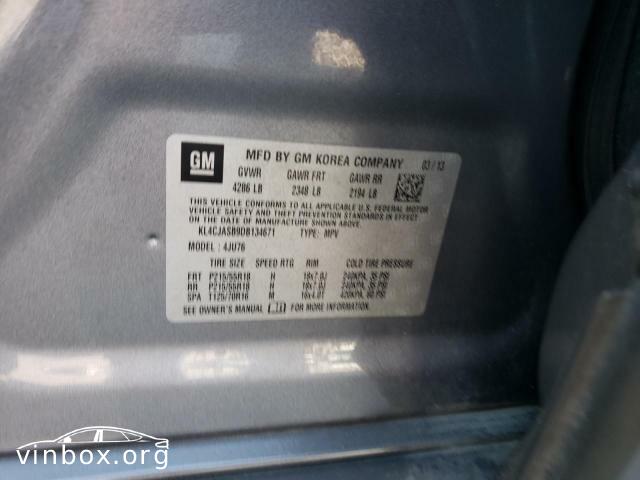 GM
MFD BY GM KOREA COMPANY 03/13
GVWR GAWR FRT GAWR RR
4286 LB 2348 LB 2194 LB
THIS VEHICLE CONFORMS TO ALL APPLICABLE U.S. FEDERAL MOTOR
VEHICLE SAFETY, BUMPER, AND THEFT PREVENTION STANDARDS
IN EFFECT ON THE DATE OF MANUFACTURE SHOWN ABOVE.
KL4CJASB9DB134671 TYPE: MPV
MODEL: 4JU76
TIRE SIZE SPEED RTG RIM COLD TIRE PRESSURE
FRT P215/55R18 H 18x7.0J 240KPA, 35 PSI
RR P215/55R18 H 18x7.0J 240KPA, 35 PSI
SPA T125/70R16 M 16x4.0T 420KPA, 60 PSI
SEE OWNER'S MANUAL FOR MORE INFORMATION.
vinbox.org